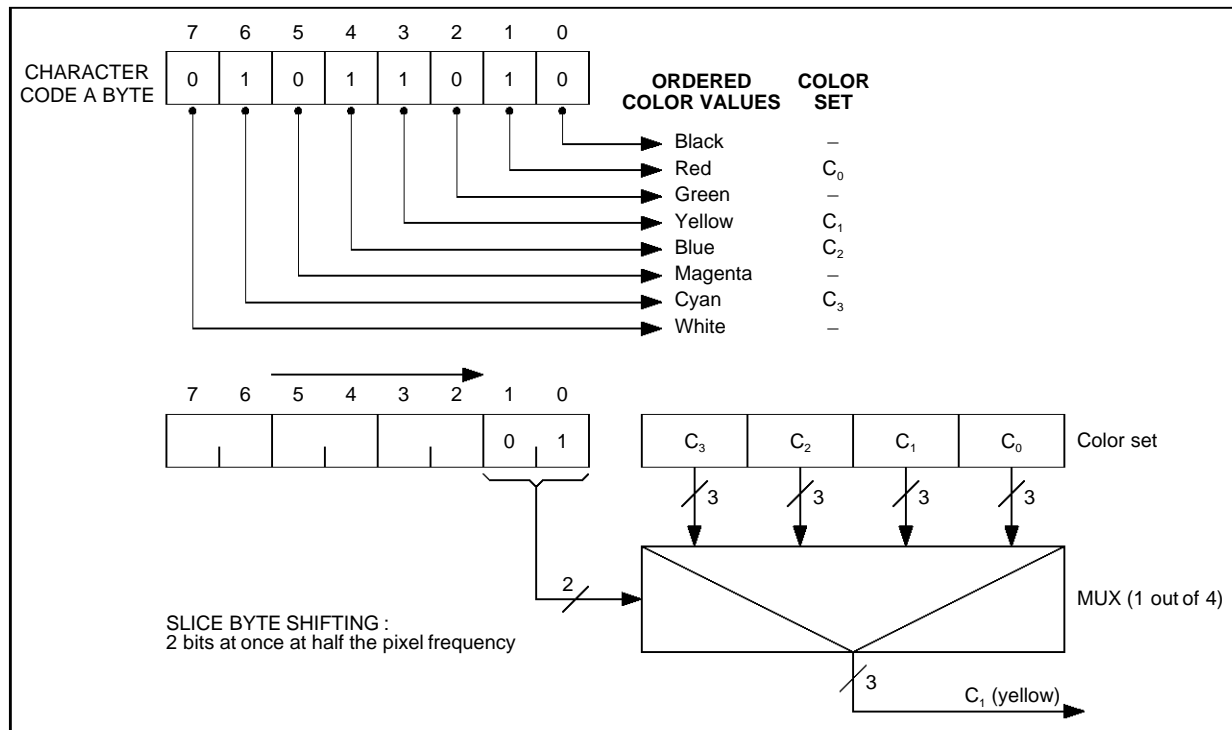 7 6 5 4 3 2 1 0
CHARACTER
CODE A BYTE
0 1 0 1 1 0 1 0
ORDERED
COLOR VALUES
COLOR
SET
Black –
Red C₀
Green –
Yellow C₁
Blue C₂
Magenta –
Cyan C₃
White –
7 6 5 4 3 2 1 0
0 1
C₃ C₂ C₁ C₀ Color set
3 3 3 3
2
MUX (1 out of 4)
SLICE BYTE SHIFTING :
2 bits at once at half the pixel frequency
3
C₁ (yellow)